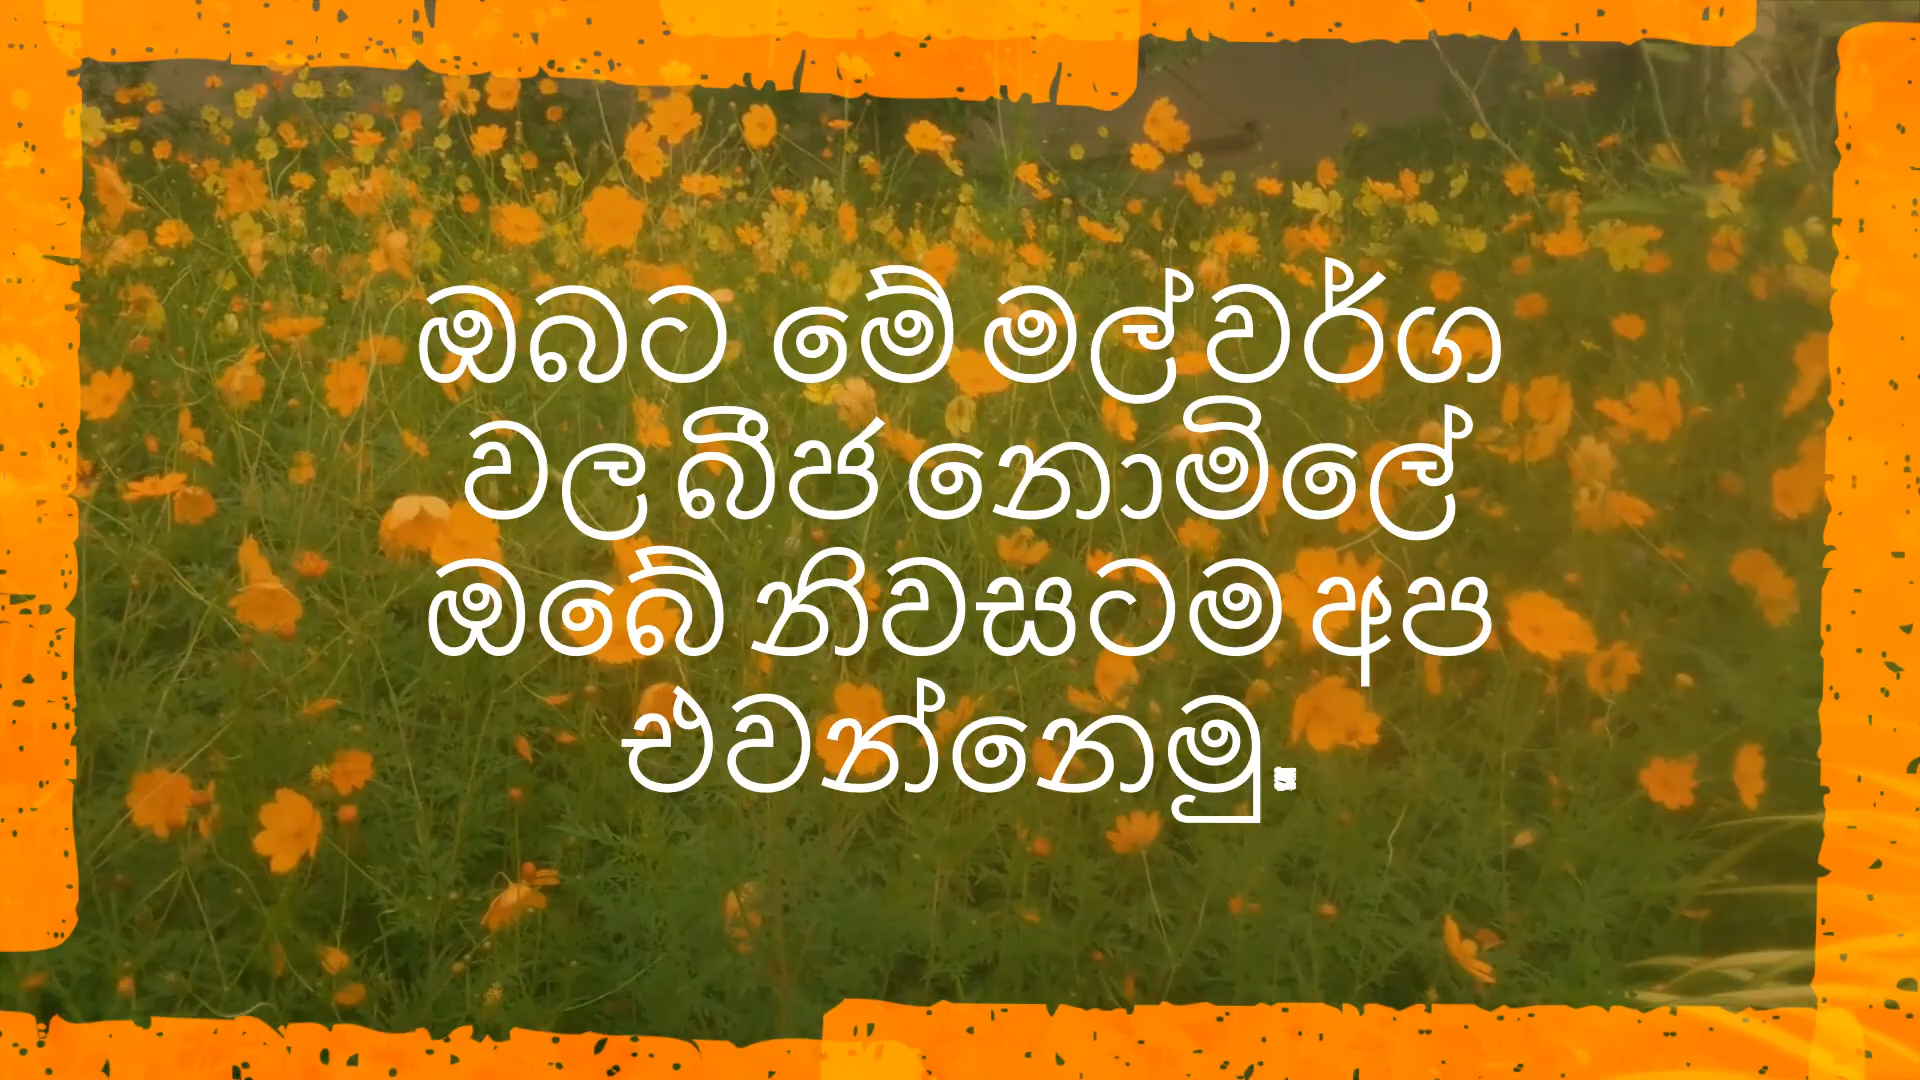 ඔබට මේ මල්වර්ග
වල බීජ නොමිලේ
ඔබේ නිවසටම අප
එවන්නෙමු.